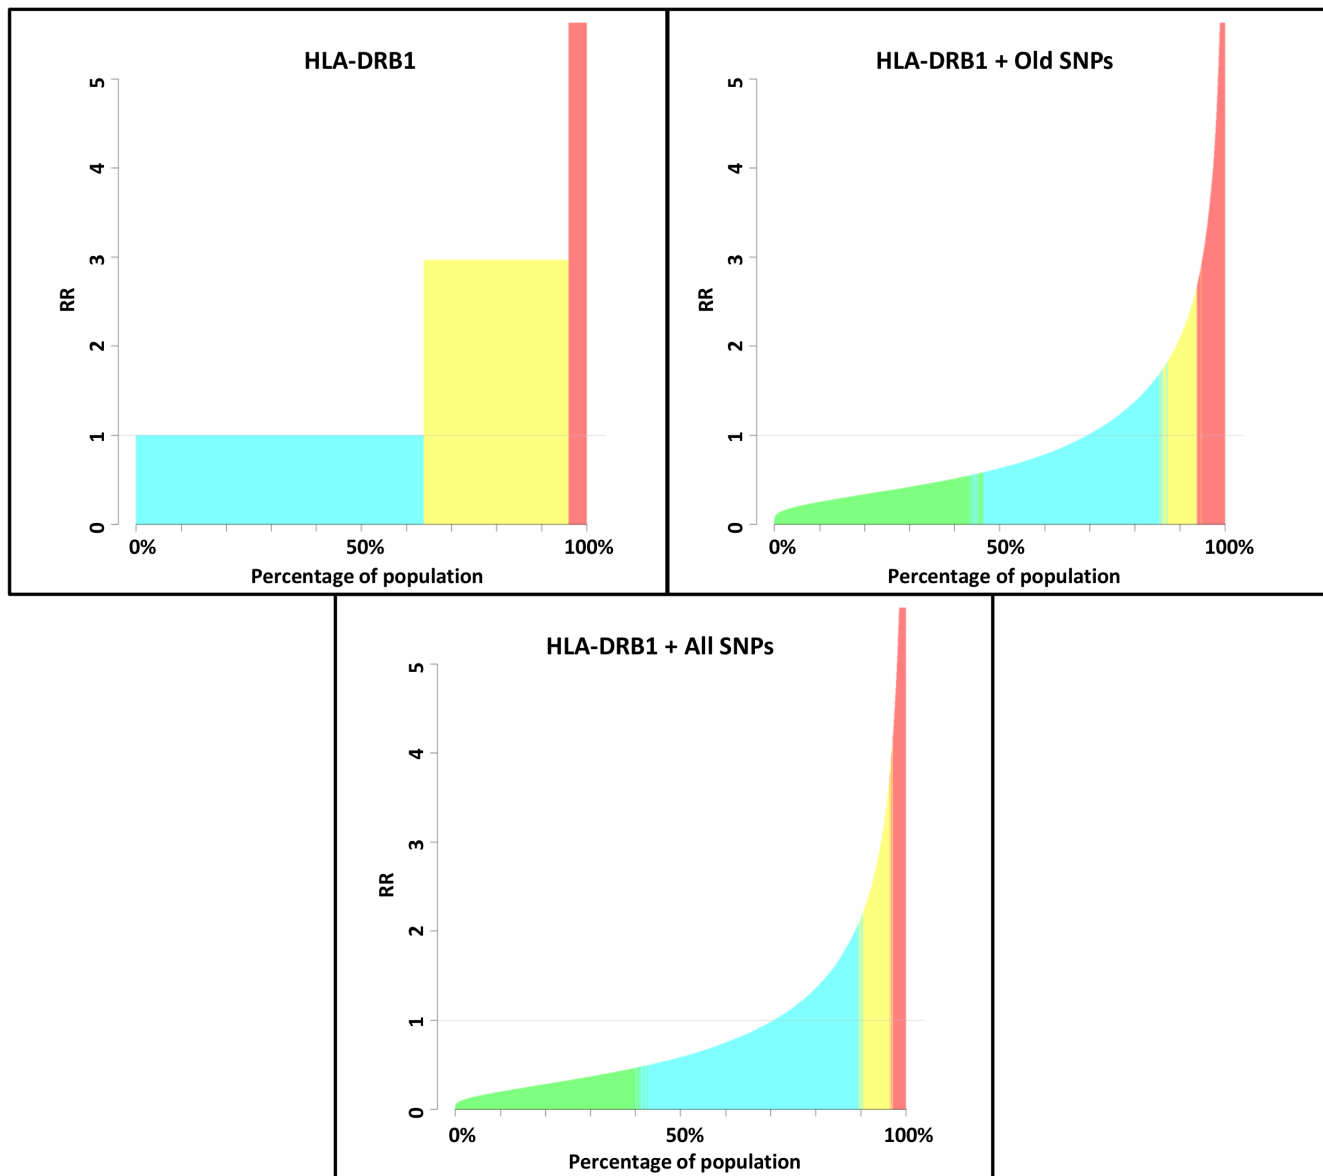 HLA-DRB1
5
4
3
2
1
0
RR
0% 50% 100%
Percentage of population
HLA-DRB1 + Old SNPs
5
4
3
2
1
0
RR
0% 50% 100%
Percentage of population
HLA-DRB1 + All SNPs
5
4
3
2
1
0
RR
0% 50% 100%
Percentage of population